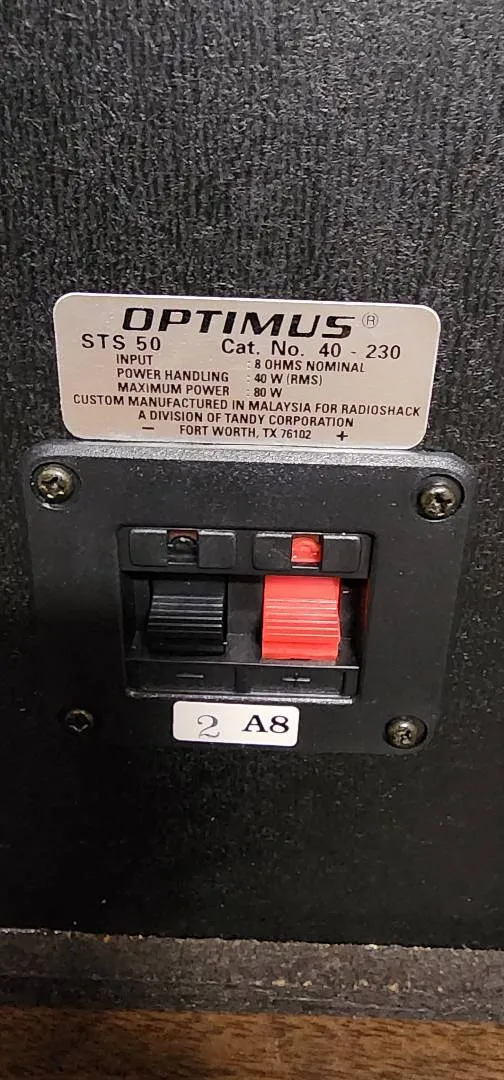 OPTIMUS ®
STS 50 Cat. No. 40 - 230
INPUT : 8 OHMS NOMINAL
POWER HANDLING : 40 W (RMS)
MAXIMUM POWER : 80 W
CUSTOM MANUFACTURED IN MALAYSIA FOR RADIOSHACK
A DIVISION OF TANDY CORPORATION
− FORT WORTH, TX 76102 +
− +
2 A8